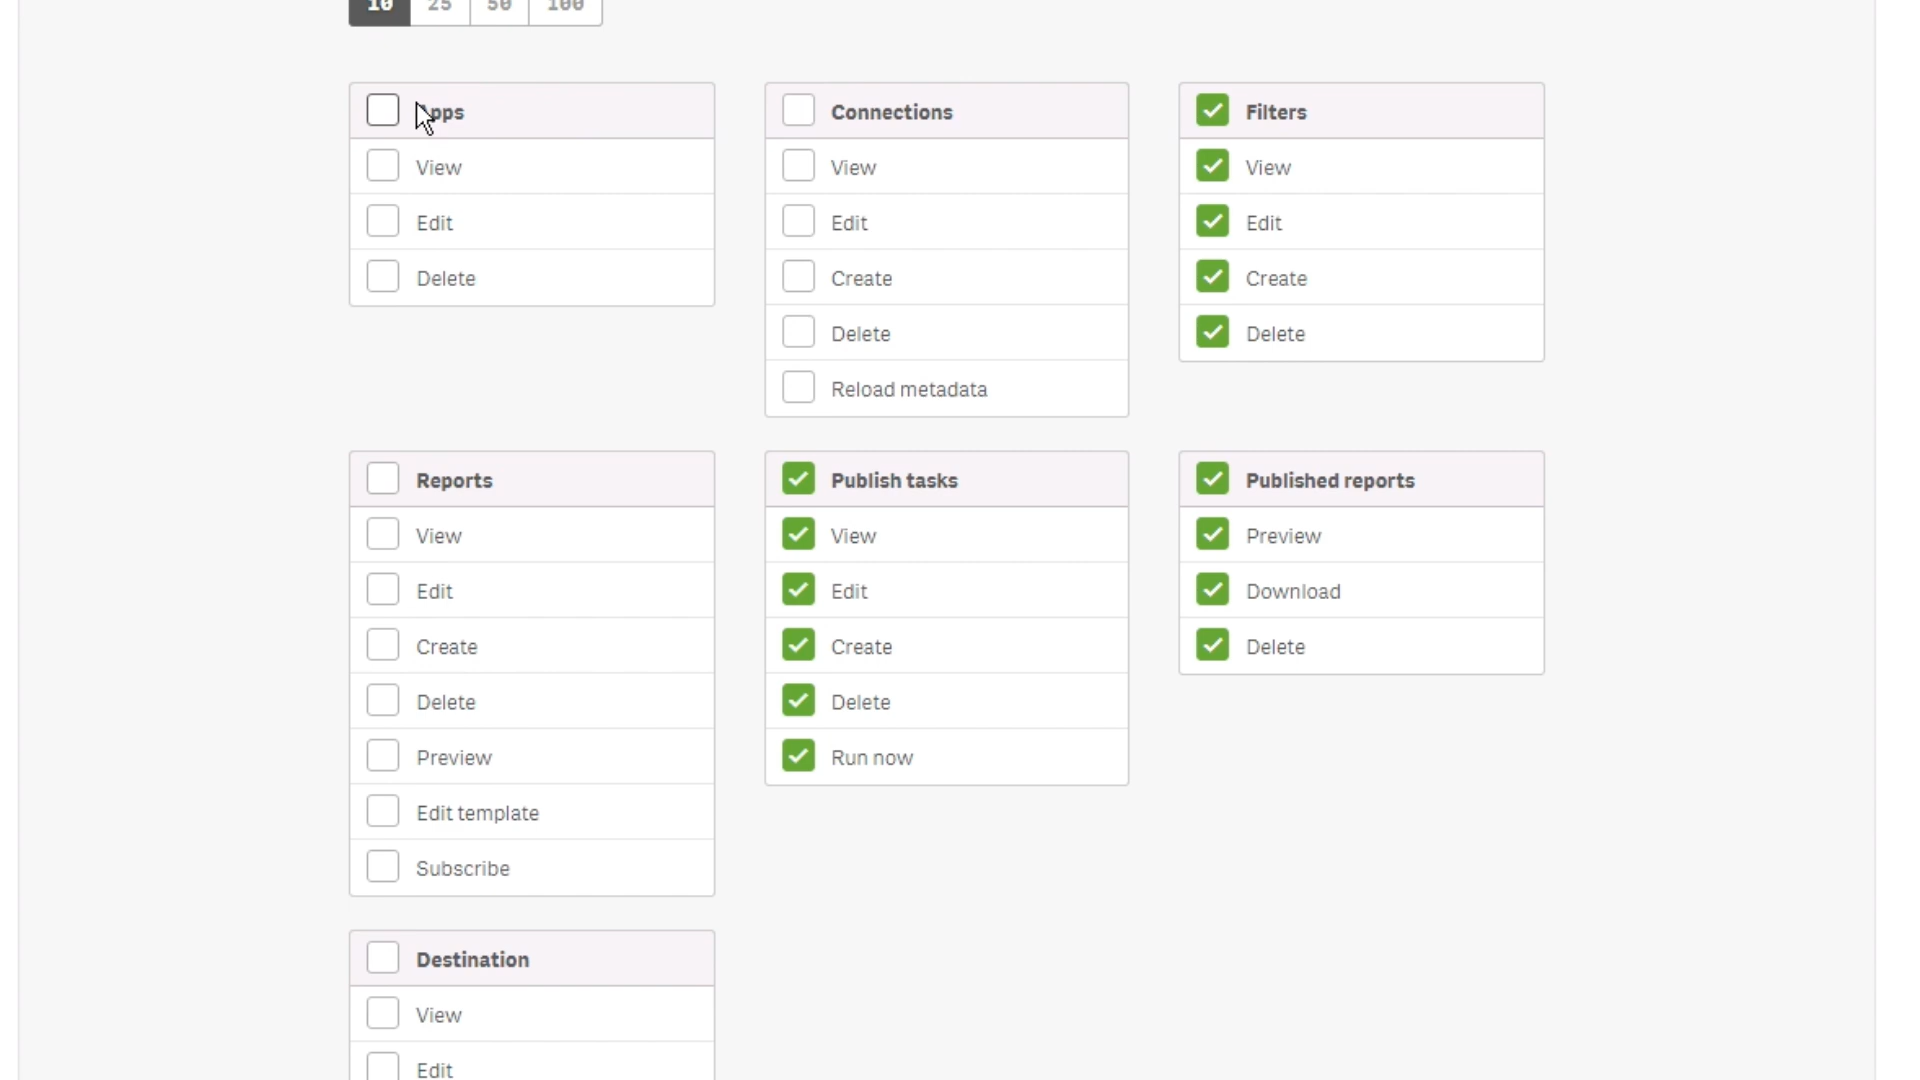 10 25 50 100
Apps
View
Edit
Delete
Connections
View
Edit
Create
Delete
Reload metadata
Filters
View
Edit
Create
Delete
Reports
View
Edit
Create
Delete
Preview
Edit template
Subscribe
Publish tasks
View
Edit
Create
Delete
Run now
Published reports
Preview
Download
Delete
Destination
View
Edit